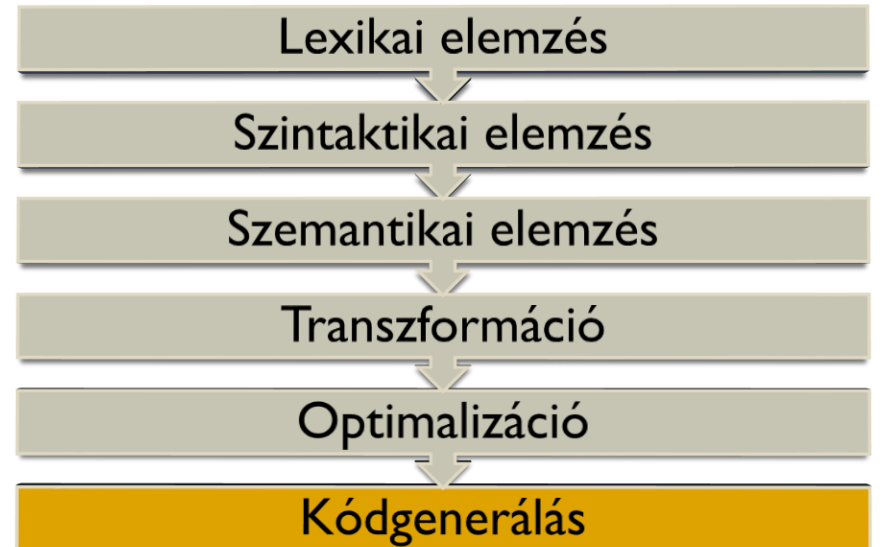 Lexikai elemzés
Szintaktikai elemzés
Szemantikai elemzés
Transzformáció
Optimalizáció
Kódgenerálás